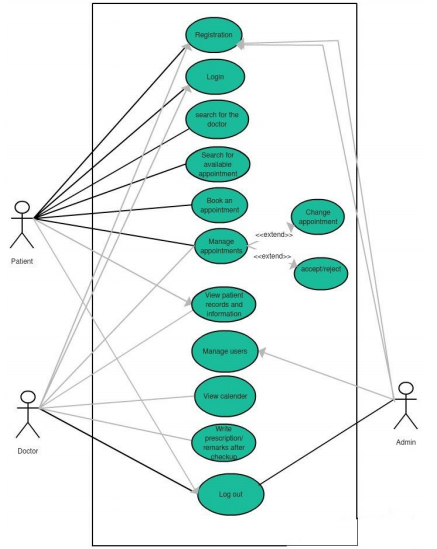 Registration
Login
search for the
doctor
Search for
available
appointment
Book an
appointment
Manage
appointments
<<extend>>
Change
appointment
<<extend>>
accept/reject
Patient
View patient
records and
information
Manage users
View calender
Write
prescription/
remarks after
checkup
Log out
Doctor
Admin